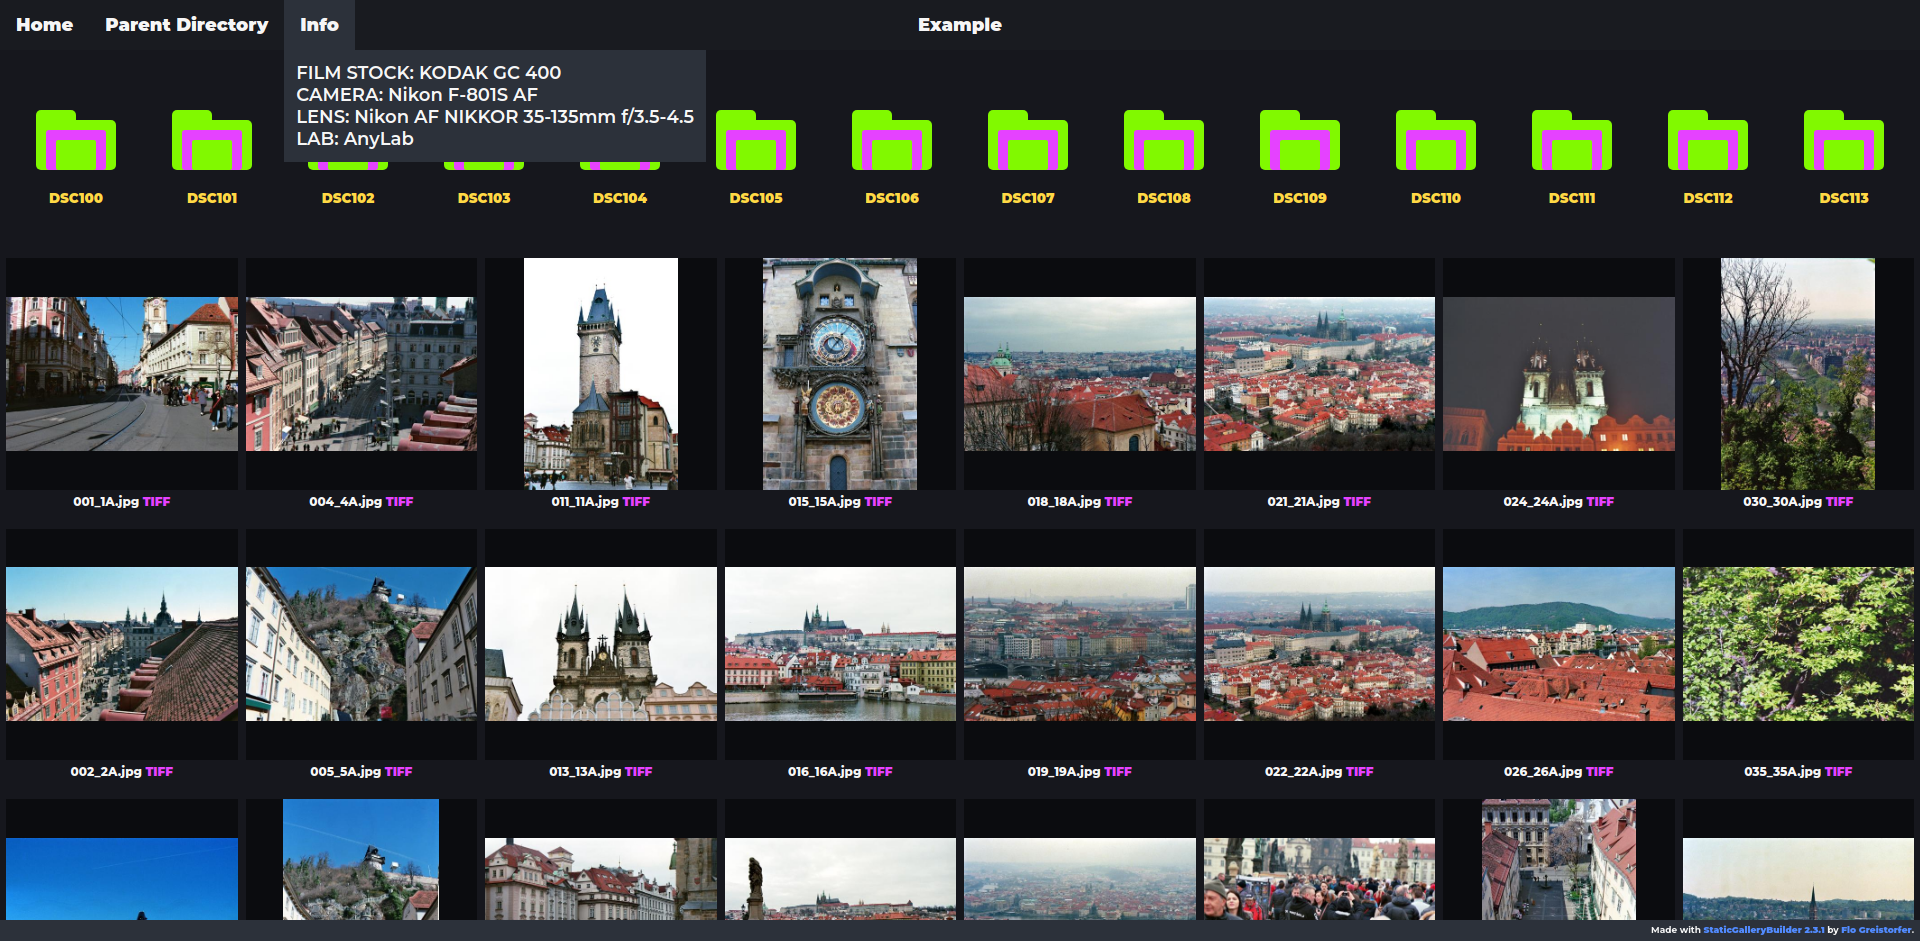 Home Parent Directory Info Example
FILM STOCK: KODAK GC 400
CAMERA: Nikon F-801S AF
LENS: Nikon AF NIKKOR 35-135mm f/3.5-4.5
LAB: AnyLab
DSC100 DSC101 DSC102 DSC103 DSC104 DSC105 DSC106 DSC107 DSC108 DSC109 DSC110 DSC111 DSC112 DSC113
001_1A.jpg TIFF 004_4A.jpg TIFF 011_11A.jpg TIFF 015_15A.jpg TIFF 018_18A.jpg TIFF 021_21A.jpg TIFF 024_24A.jpg TIFF 030_30A.jpg TIFF
002_2A.jpg TIFF 005_5A.jpg TIFF 013_13A.jpg TIFF 016_16A.jpg TIFF 019_19A.jpg TIFF 022_22A.jpg TIFF 026_26A.jpg TIFF 035_35A.jpg TIFF
Made with StaticGalleryBuilder 2.3.1 by Flo Greistorfer.